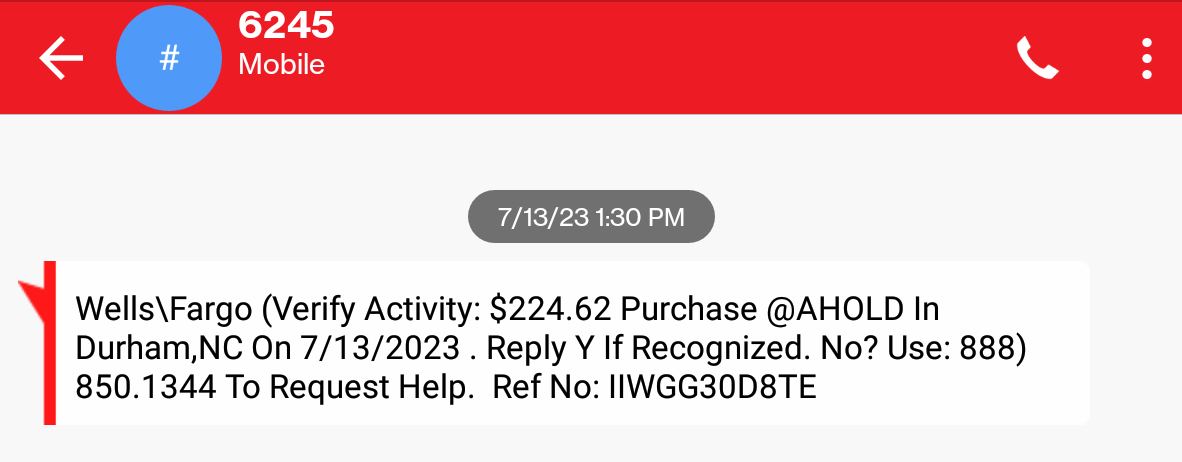 6245
#
Mobile
7/13/23 1:30 PM
Wells\Fargo (Verify Activity: $224.62 Purchase @AHOLD In
Durham,NC On 7/13/2023 . Reply Y If Recognized. No? Use: 888)
850.1344 To Request Help.  Ref No: IIWGG30D8TE